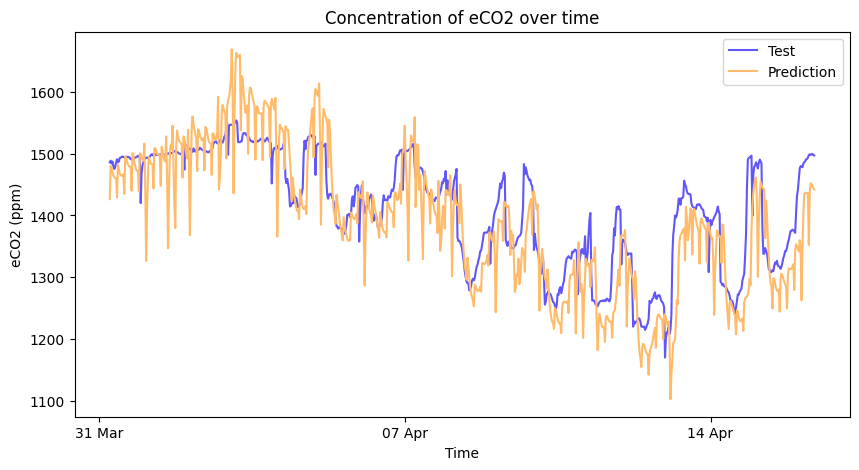 Concentration of eCO2 over time
Test
Prediction
eCO2 (ppm)
1600
1500
1400
1300
1200
1100
31 Mar
07 Apr
14 Apr
Time